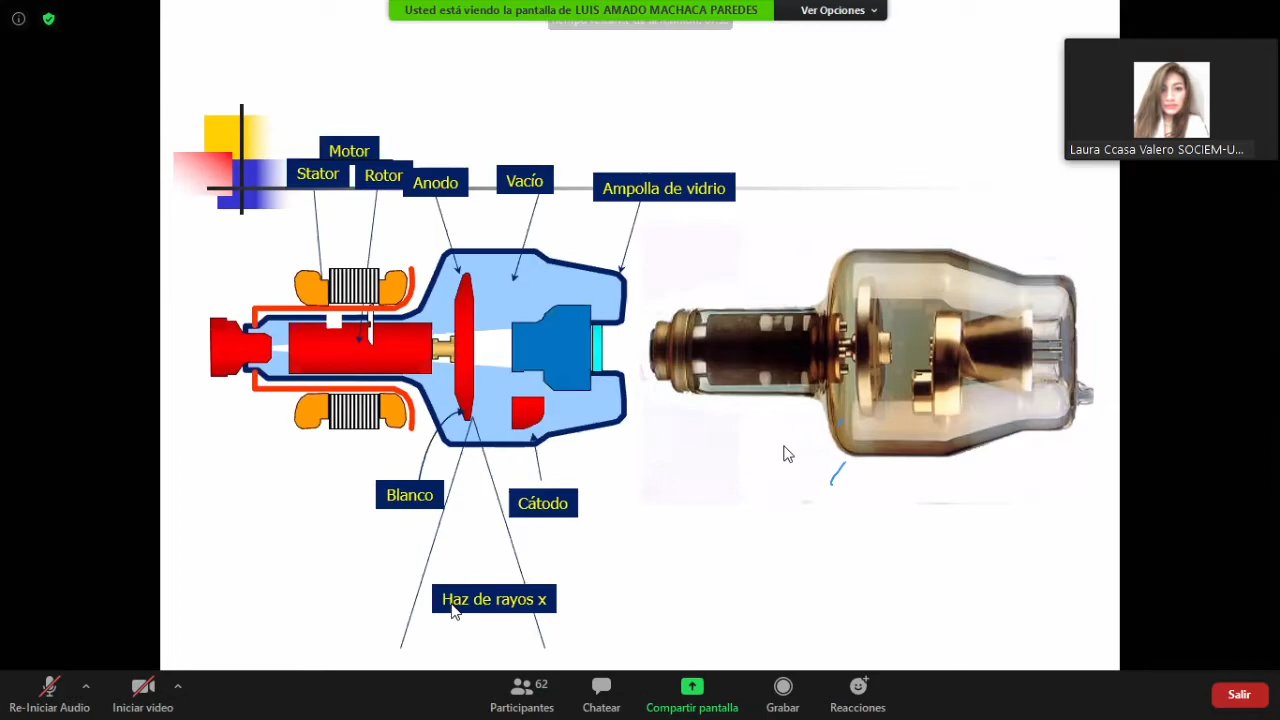 Usted está viendo la pantalla de LUIS AMADO MACHACA PAREDES
Ver Opciones
Laura Ccasa Valero SOCIEM-U...
Motor
Stator
Rotor
Anodo
Vacío
Ampolla de vidrio
Blanco
Cátodo
Haz de rayos x
Re-Iniciar Audio
Iniciar video
62
Participantes
Chatear
Compartir pantalla
Grabar
Reacciones
Salir